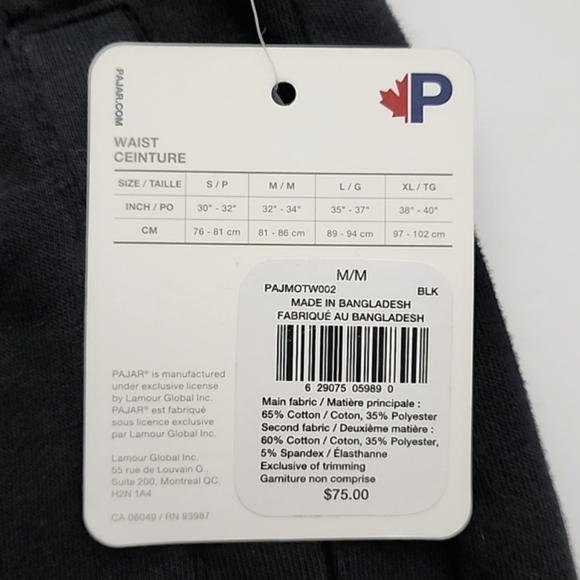 PAJAR.COM
P
WAIST
CEINTURE
SIZE / TAILLE S / P M / M L / G XL / TG
INCH / PO 30" - 32" 32" - 34" 35" - 37" 38" - 40"
CM 76 - 81 cm 81 - 86 cm 89 - 94 cm 97 - 102 cm
M/M
PAJMOTW002 BLK
MADE IN BANGLADESH
FABRIQUÉ AU BANGLADESH
6 29075 05989 0
Main fabric / Matière principale :
65% Cotton / Coton, 35% Polyester
Second fabric / Deuxième matière :
60% Cotton / Coton, 35% Polyester,
5% Spandex / Élasthanne
Exclusive of trimming
Garniture non comprise
$75.00
PAJAR® is manufactured
under exclusive license
by Lamour Global Inc.
PAJAR® est fabriqué
sous licence exclusive
par Lamour Global Inc.
Lamour Global Inc.
55 rue de Louvain O.,
Suite 200, Montreal QC.
H2N 1A4
CA 08049 / RN 93987